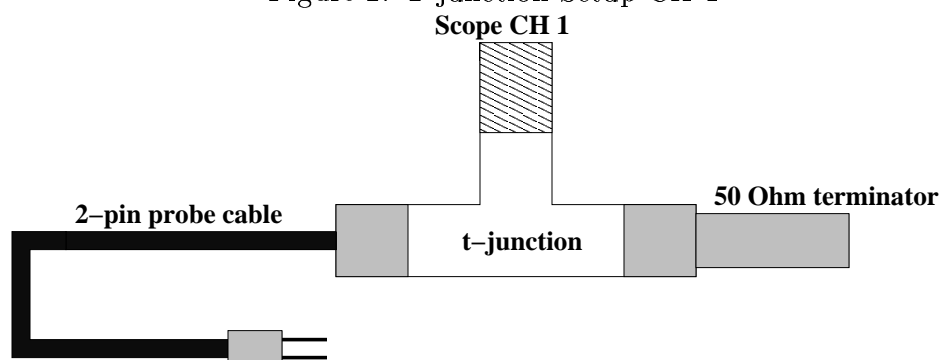 Scope CH 1
50 Ohm terminator
2−pin probe cable
t−junction